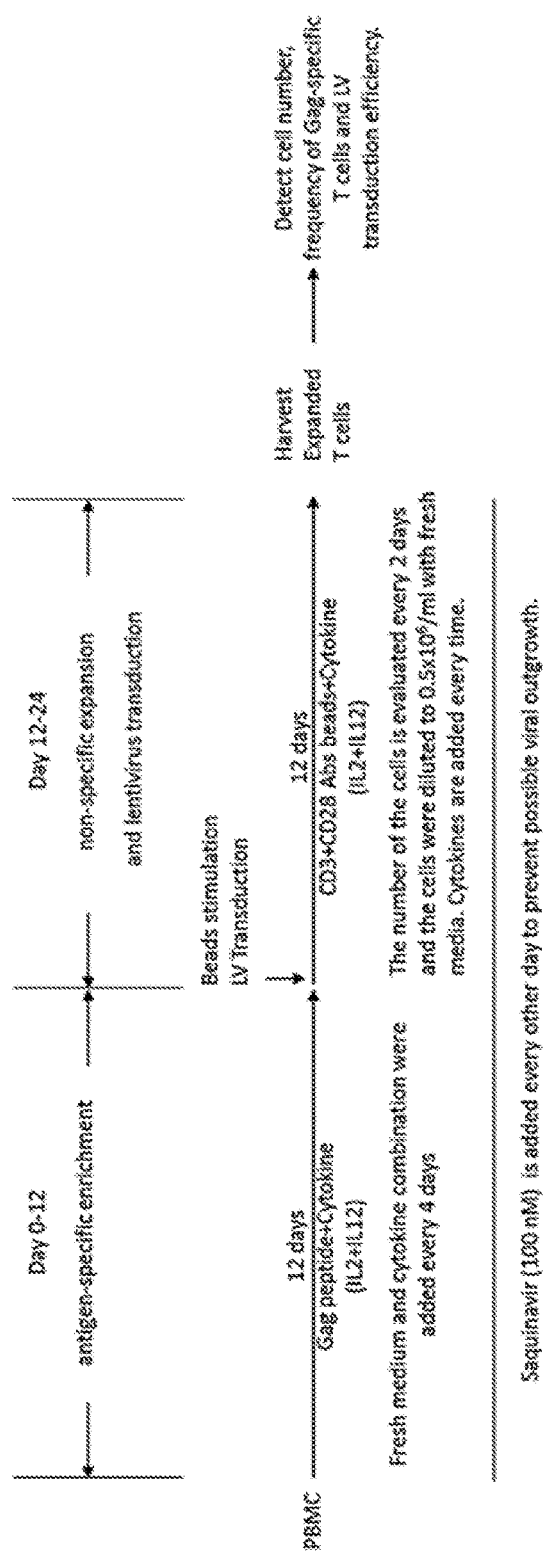 Day 0-12
Day 12-24
antigen-specific enrichment
non-specific expansion
and lentivirus transduction
Beads stimulation
LV Transduction
PBMC
12 days
Gag peptide+Cytokine
(IL2+IL12)
Fresh medium and cytokine combination were
added every 4 days
12 days
CD3+CD28 Abs beads+Cytokine
(IL2+IL12)
The number of the cells is evaluated every 2 days
and the cells were diluted to 0.5x10⁶/ml with fresh
media. Cytokines are added every time.
Harvest
Expanded
T cells
Detect cell number,
frequency of Gag-specific
T cells and LV
transduction efficiency.
Saquinavir (100 nM) is added every other day to prevent possible viral outgrowth.